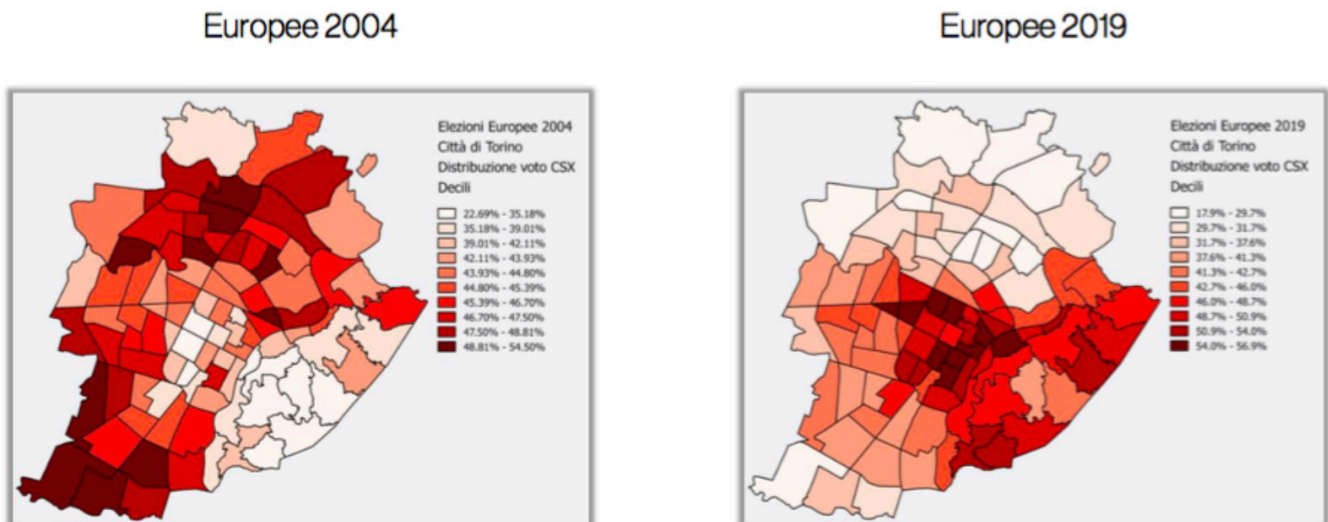 Europee 2004
Elezioni Europee 2004
Città di Torino
Distribuzione voto CSX
Decili
22.69% - 35.18%
35.18% - 39.01%
39.01% - 42.11%
42.11% - 43.93%
43.93% - 44.80%
44.80% - 45.39%
45.39% - 46.70%
46.70% - 47.50%
47.50% - 48.81%
48.81% - 54.50%
Europee 2019
Elezioni Europee 2019
Città di Torino
Distribuzione voto CSX
Decili
17.9% - 29.7%
29.7% - 31.7%
31.7% - 37.6%
37.6% - 41.3%
41.3% - 42.7%
42.7% - 46.0%
46.0% - 48.7%
48.7% - 50.9%
50.9% - 54.0%
54.0% - 56.9%